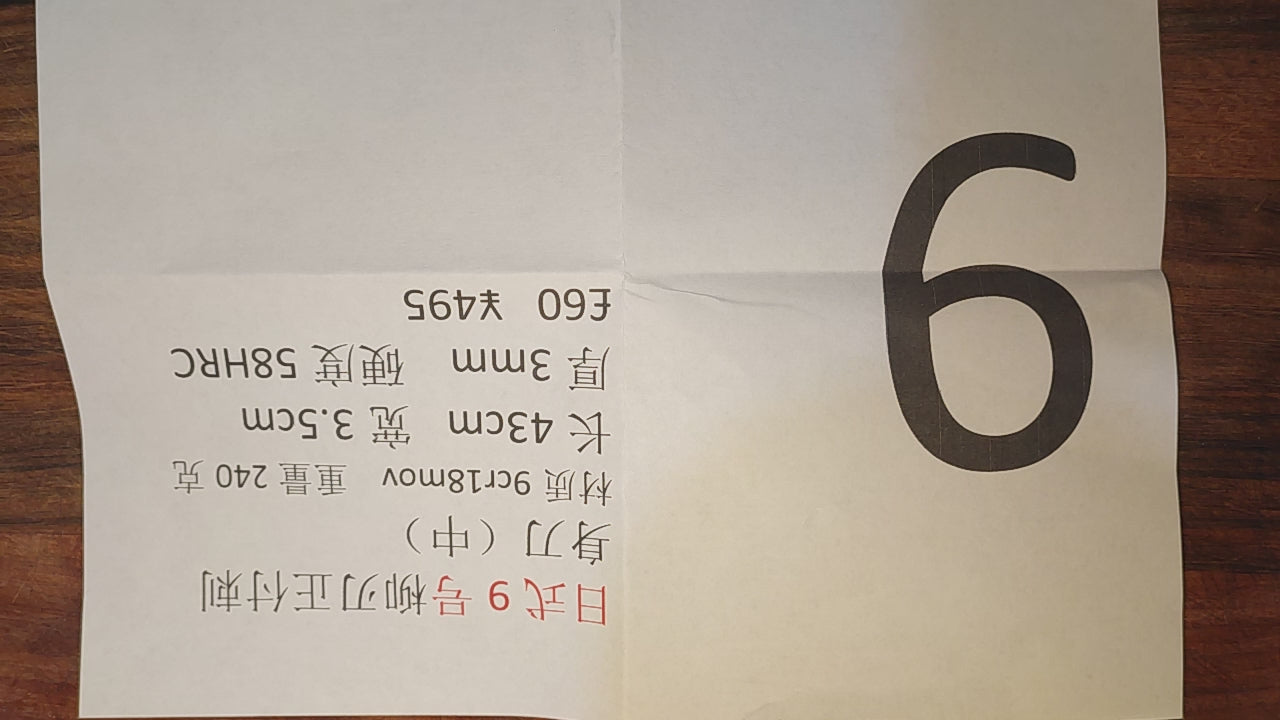 9
日式 9 号柳刃正付刺
身刀（中）
材质 9cr18mov 重量 240 克
长 43cm 宽 3.5cm
厚 3mm 硬度 58HRC
£60 ¥495